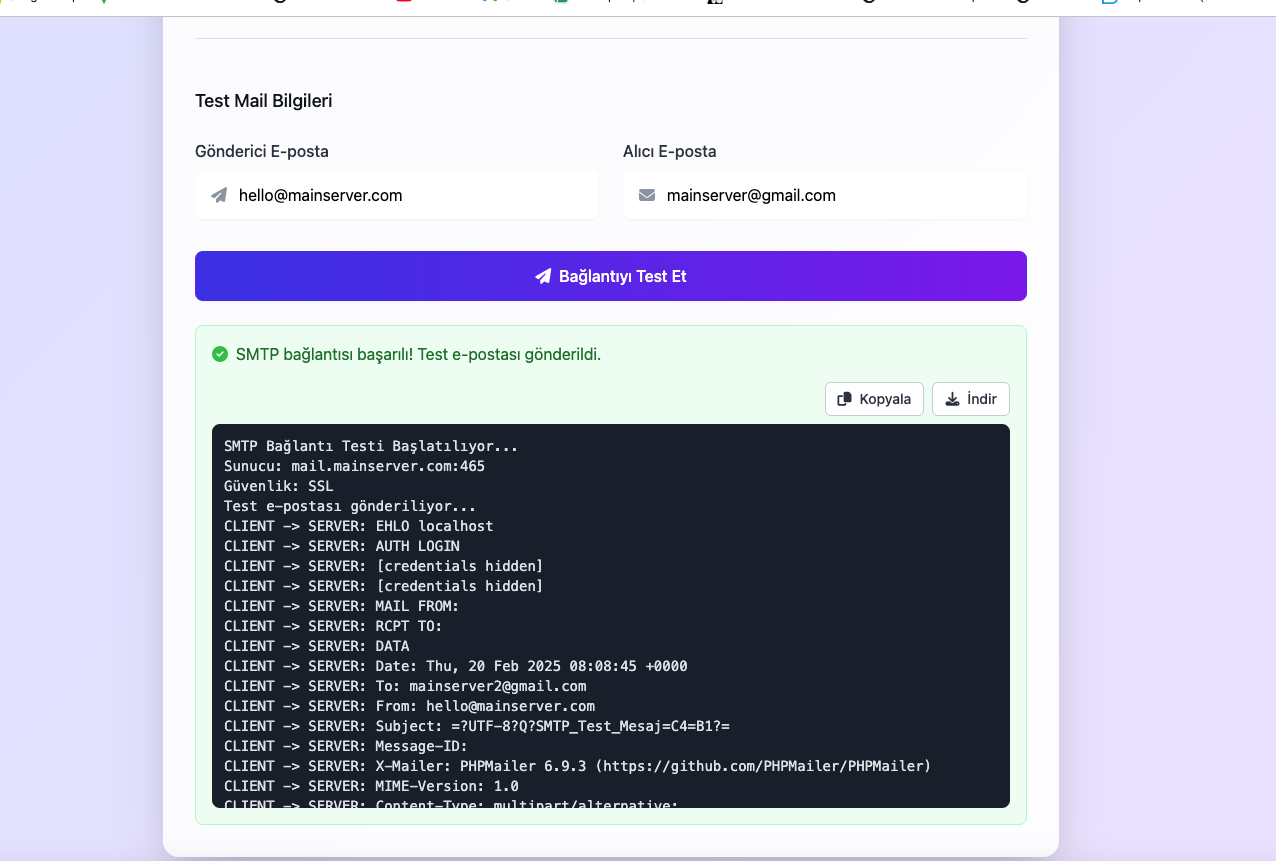 Test Mail Bilgileri
Gönderici E-posta
Alıcı E-posta
hello@mainserver.com
mainserver@gmail.com
Bağlantıyı Test Et
SMTP bağlantısı başarılı! Test e-postası gönderildi.
Kopyala
İndir
SMTP Bağlantı Testi Başlatılıyor...
Sunucu: mail.mainserver.com:465
Güvenlik: SSL
Test e-postası gönderiliyor...
CLIENT -> SERVER: EHLO localhost
CLIENT -> SERVER: AUTH LOGIN
CLIENT -> SERVER: [credentials hidden]
CLIENT -> SERVER: [credentials hidden]
CLIENT -> SERVER: MAIL FROM:
CLIENT -> SERVER: RCPT TO:
CLIENT -> SERVER: DATA
CLIENT -> SERVER: Date: Thu, 20 Feb 2025 08:08:45 +0000
CLIENT -> SERVER: To: mainserver2@gmail.com
CLIENT -> SERVER: From: hello@mainserver.com
CLIENT -> SERVER: Subject: =?UTF-8?Q?SMTP_Test_Mesaj=C4=B1?=
CLIENT -> SERVER: Message-ID:
CLIENT -> SERVER: X-Mailer: PHPMailer 6.9.3 (https://github.com/PHPMailer/PHPMailer)
CLIENT -> SERVER: MIME-Version: 1.0
CLIENT -> SERVER: Content-Type: multipart/alternative;